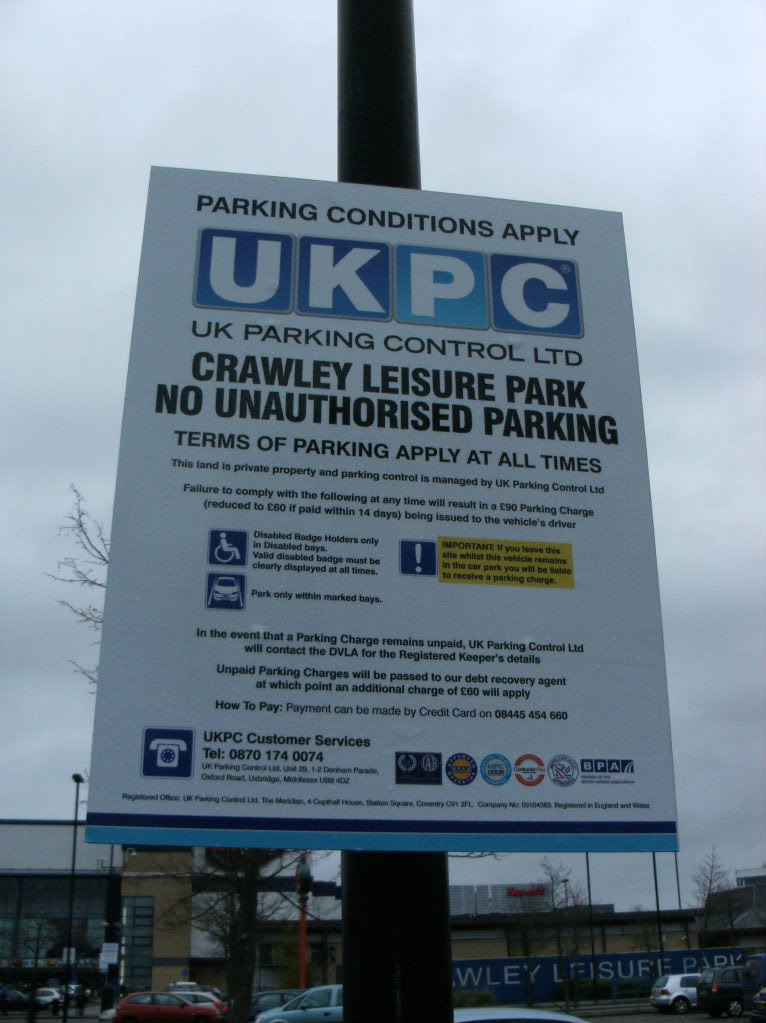 PARKING CONDITIONS APPLY
UKPC®
UK PARKING CONTROL LTD
CRAWLEY LEISURE PARK
NO UNAUTHORISED PARKING
TERMS OF PARKING APPLY AT ALL TIMES
This land is private property and parking control is managed by UK Parking Control Ltd
Failure to comply with the following at any time will result in a £90 Parking Charge
(reduced to £60 if paid within 14 days) being issued to the vehicle's driver
Disabled Badge Holders only
in Disabled bays.
Valid disabled badge must be
clearly displayed at all times.
Park only within marked bays.
!
IMPORTANT: If you leave this
site whilst this vehicle remains
in the car park you will be liable
to receive a parking charge.
In the event that a Parking Charge remains unpaid, UK Parking Control Ltd
will contact the DVLA for the Registered Keeper's details
Unpaid Parking Charges will be passed to our debt recovery agent
at which point an additional charge of £60 will apply
How To Pay: Payment can be made by Credit Card on 08445 454 660
UKPC Customer Services
Tel: 0870 174 0074
UK Parking Control Ltd, Unit 29, 1-2 Denham Parade,
Oxford Road, Uxbridge, Middlesex UB9 4DZ
BPA
Registered Office: UK Parking Control Ltd, The Meridian, 4 Copthall House, Station Square, Coventry CV1 2FL. Company No: 05104383. Registered in England and Wales
Nando's
AWLEY LEISURE PARK